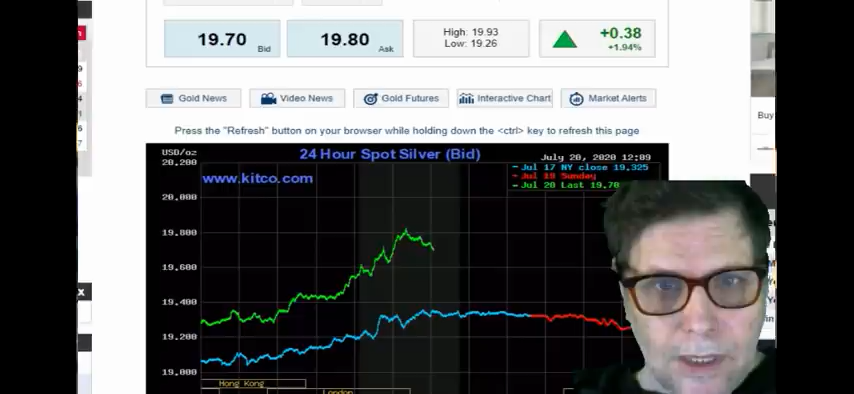 19.70 Bid
19.80 Ask
High: 19.93
Low: 19.26
+0.38
+1.94%
Gold News
Video News
Gold Futures
Interactive Chart
Market Alerts
Press the "Refresh" button on your browser while holding down the <ctrl> key to refresh this page
Buy
USD/oz
24 Hour Spot Silver (Bid)
July 20, 2020 12:09
www.kitco.com
Jul 17 NY close 19.325
Jul 19 Sunday
Jul 20 Last 19.70
20,200
20,000
19,800
19,600
19,400
19,200
19,000
Hong Kong
London